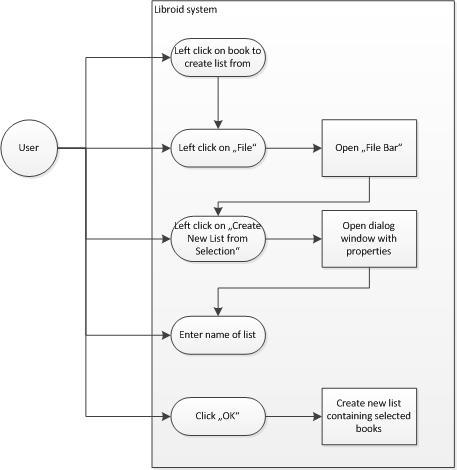 Libroid system
Left click on book to
create list from
User
Left click on „File“
Open „File Bar“
Left click on „Create
New List from
Selection“
Open dialog
window with
properties
Enter name of list
Click „OK“
Create new list
containing selected
books